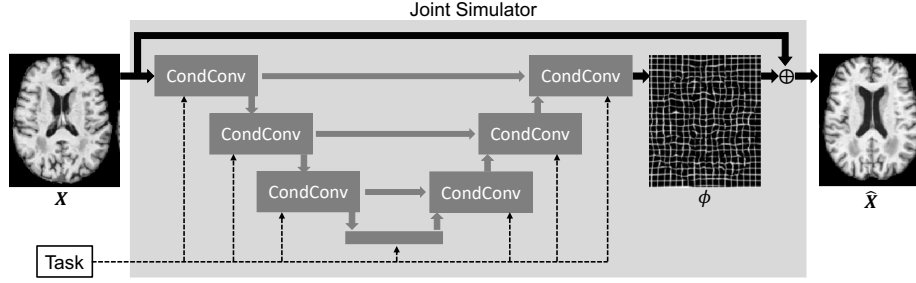 Joint Simulator
CondConv
CondConv
CondConv
CondConv
CondConv
CondConv
X
ϕ
X̂
Task